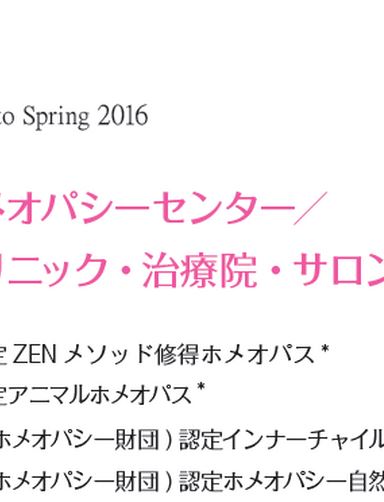 to Spring 2016
メオパシーセンター／
リニック・治療院・サロン
定 ZEN メソッド修得ホメオパス*
定アニマルホメオパス*
ホメオパシー財団 ) 認定インナーチャイル
ホメオパシー財団 ) 認定ホメオパシー自然